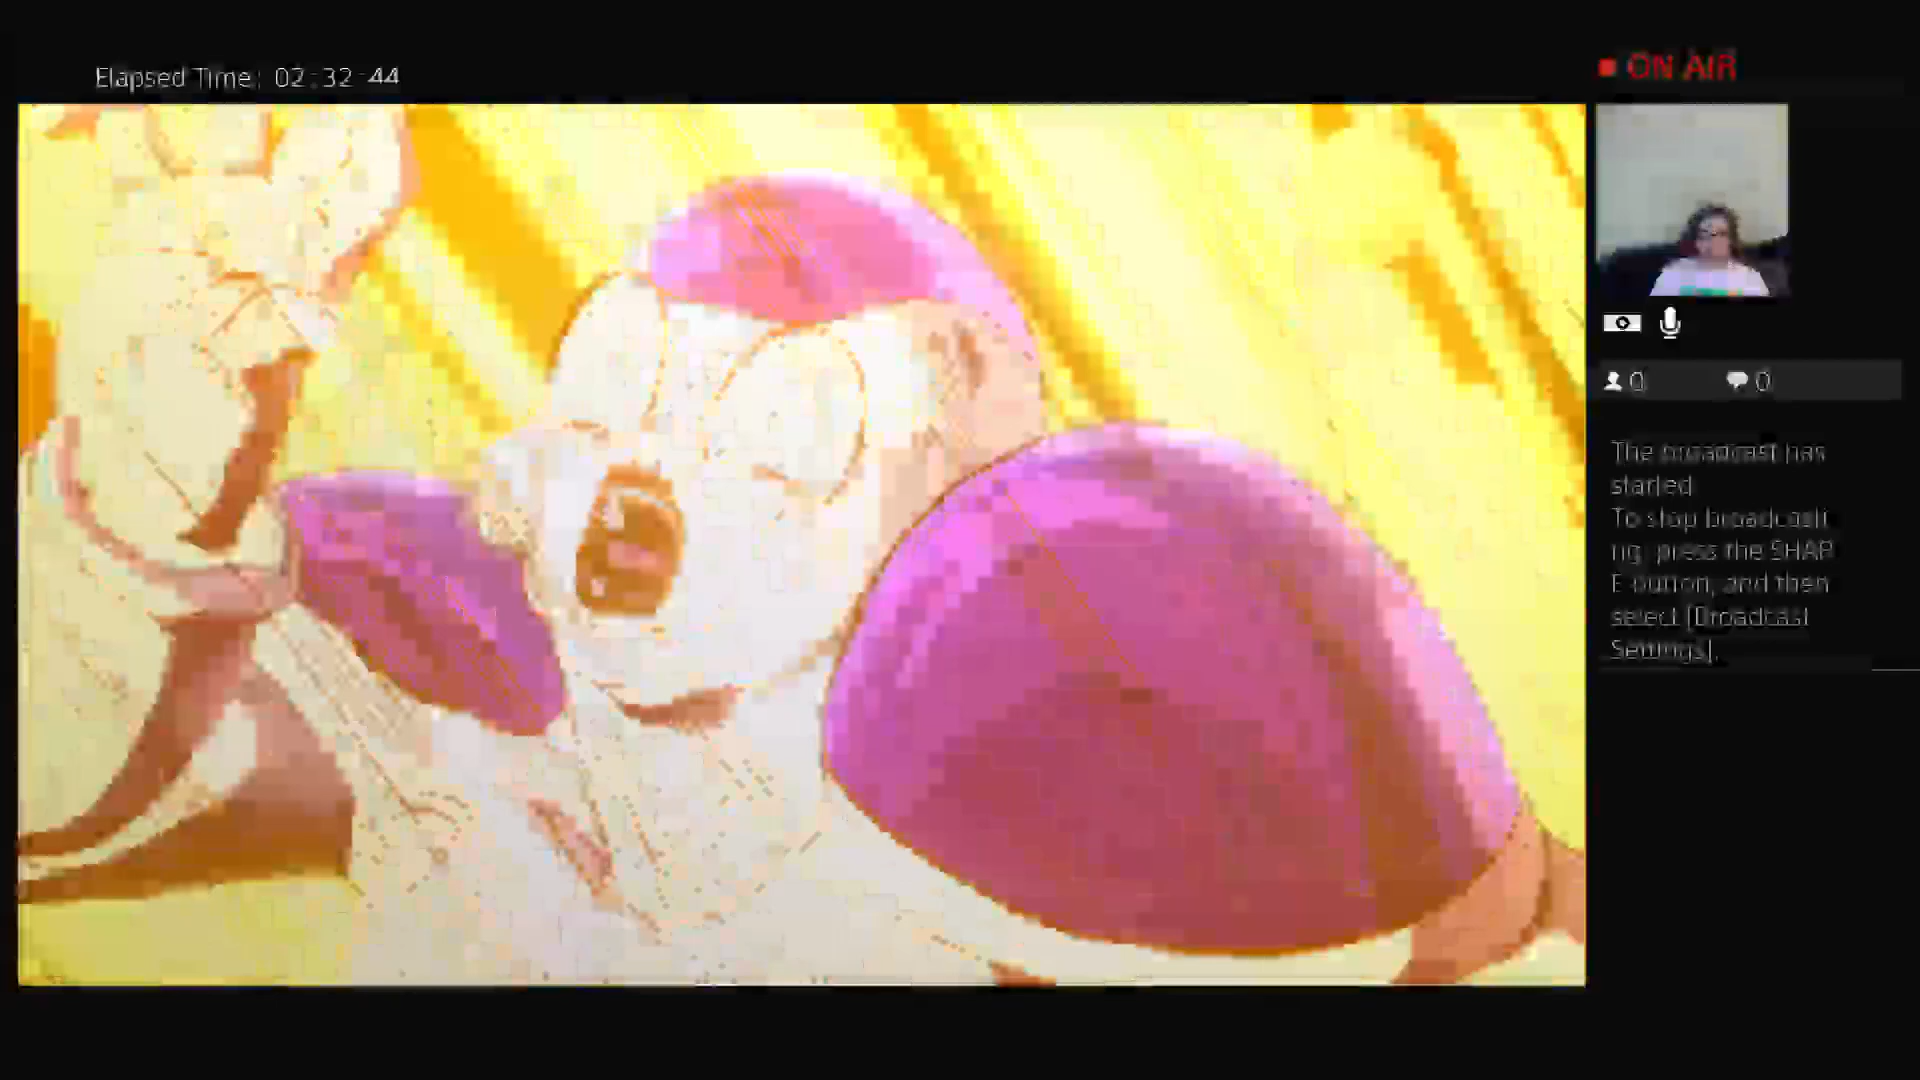 Elapsed Time: 02:32:44
ON AIR
0
0
The broadcast has
started.
To stop broadcasti
ng, press the SHAR
E button, and then
select [Broadcast
Settings].